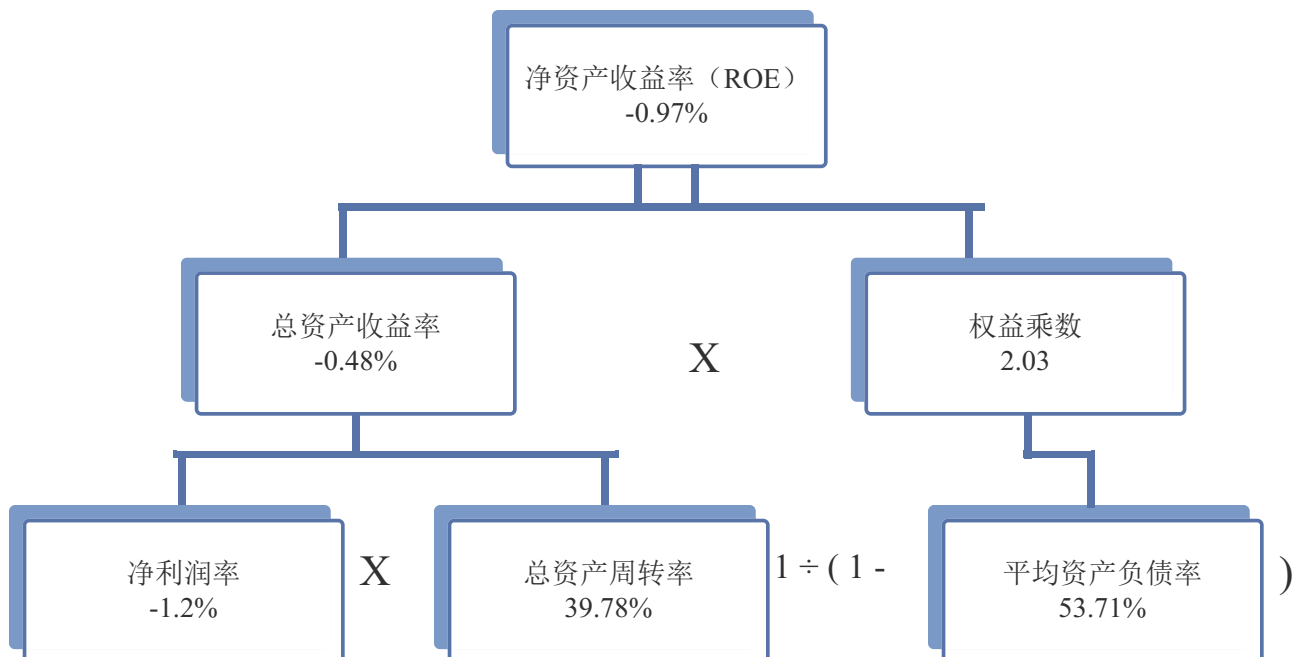 净资产收益率（ROE）
-0.97%
总资产收益率
-0.48%
X
权益乘数
2.03
净利润率
-1.2%
X
总资产周转率
39.78%
1 ÷ ( 1 -
平均资产负债率
53.71%
)